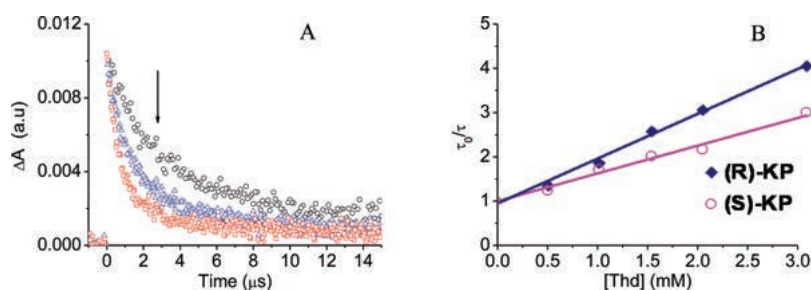 A
ΔA (a.u)
0.012
0.008
0.004
0.000
0 2 4 6 8 10 12 14
Time (μs)
B
τ0/τ
5
4
3
2
1
0
(R)-KP
(S)-KP
0.0 0.5 1.0 1.5 2.0 2.5 3.0
[Thd] (mM)